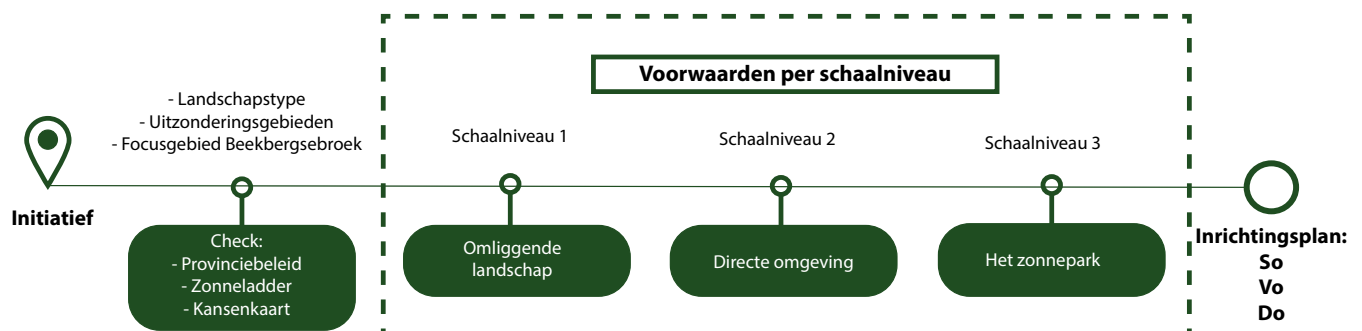 Voorwaarden per schaalniveau
- Landschapstype
- Uitzonderingsgebieden
- Focusgebied Beekbergsebroek
Schaalniveau 1
Schaalniveau 2
Schaalniveau 3
Initiatief
Check:
- Provinciebeleid
- Zonneladder
- Kansenkaart
Omliggende
landschap
Directe omgeving
Het zonnepark
Inrichtingsplan:
So
Vo
Do